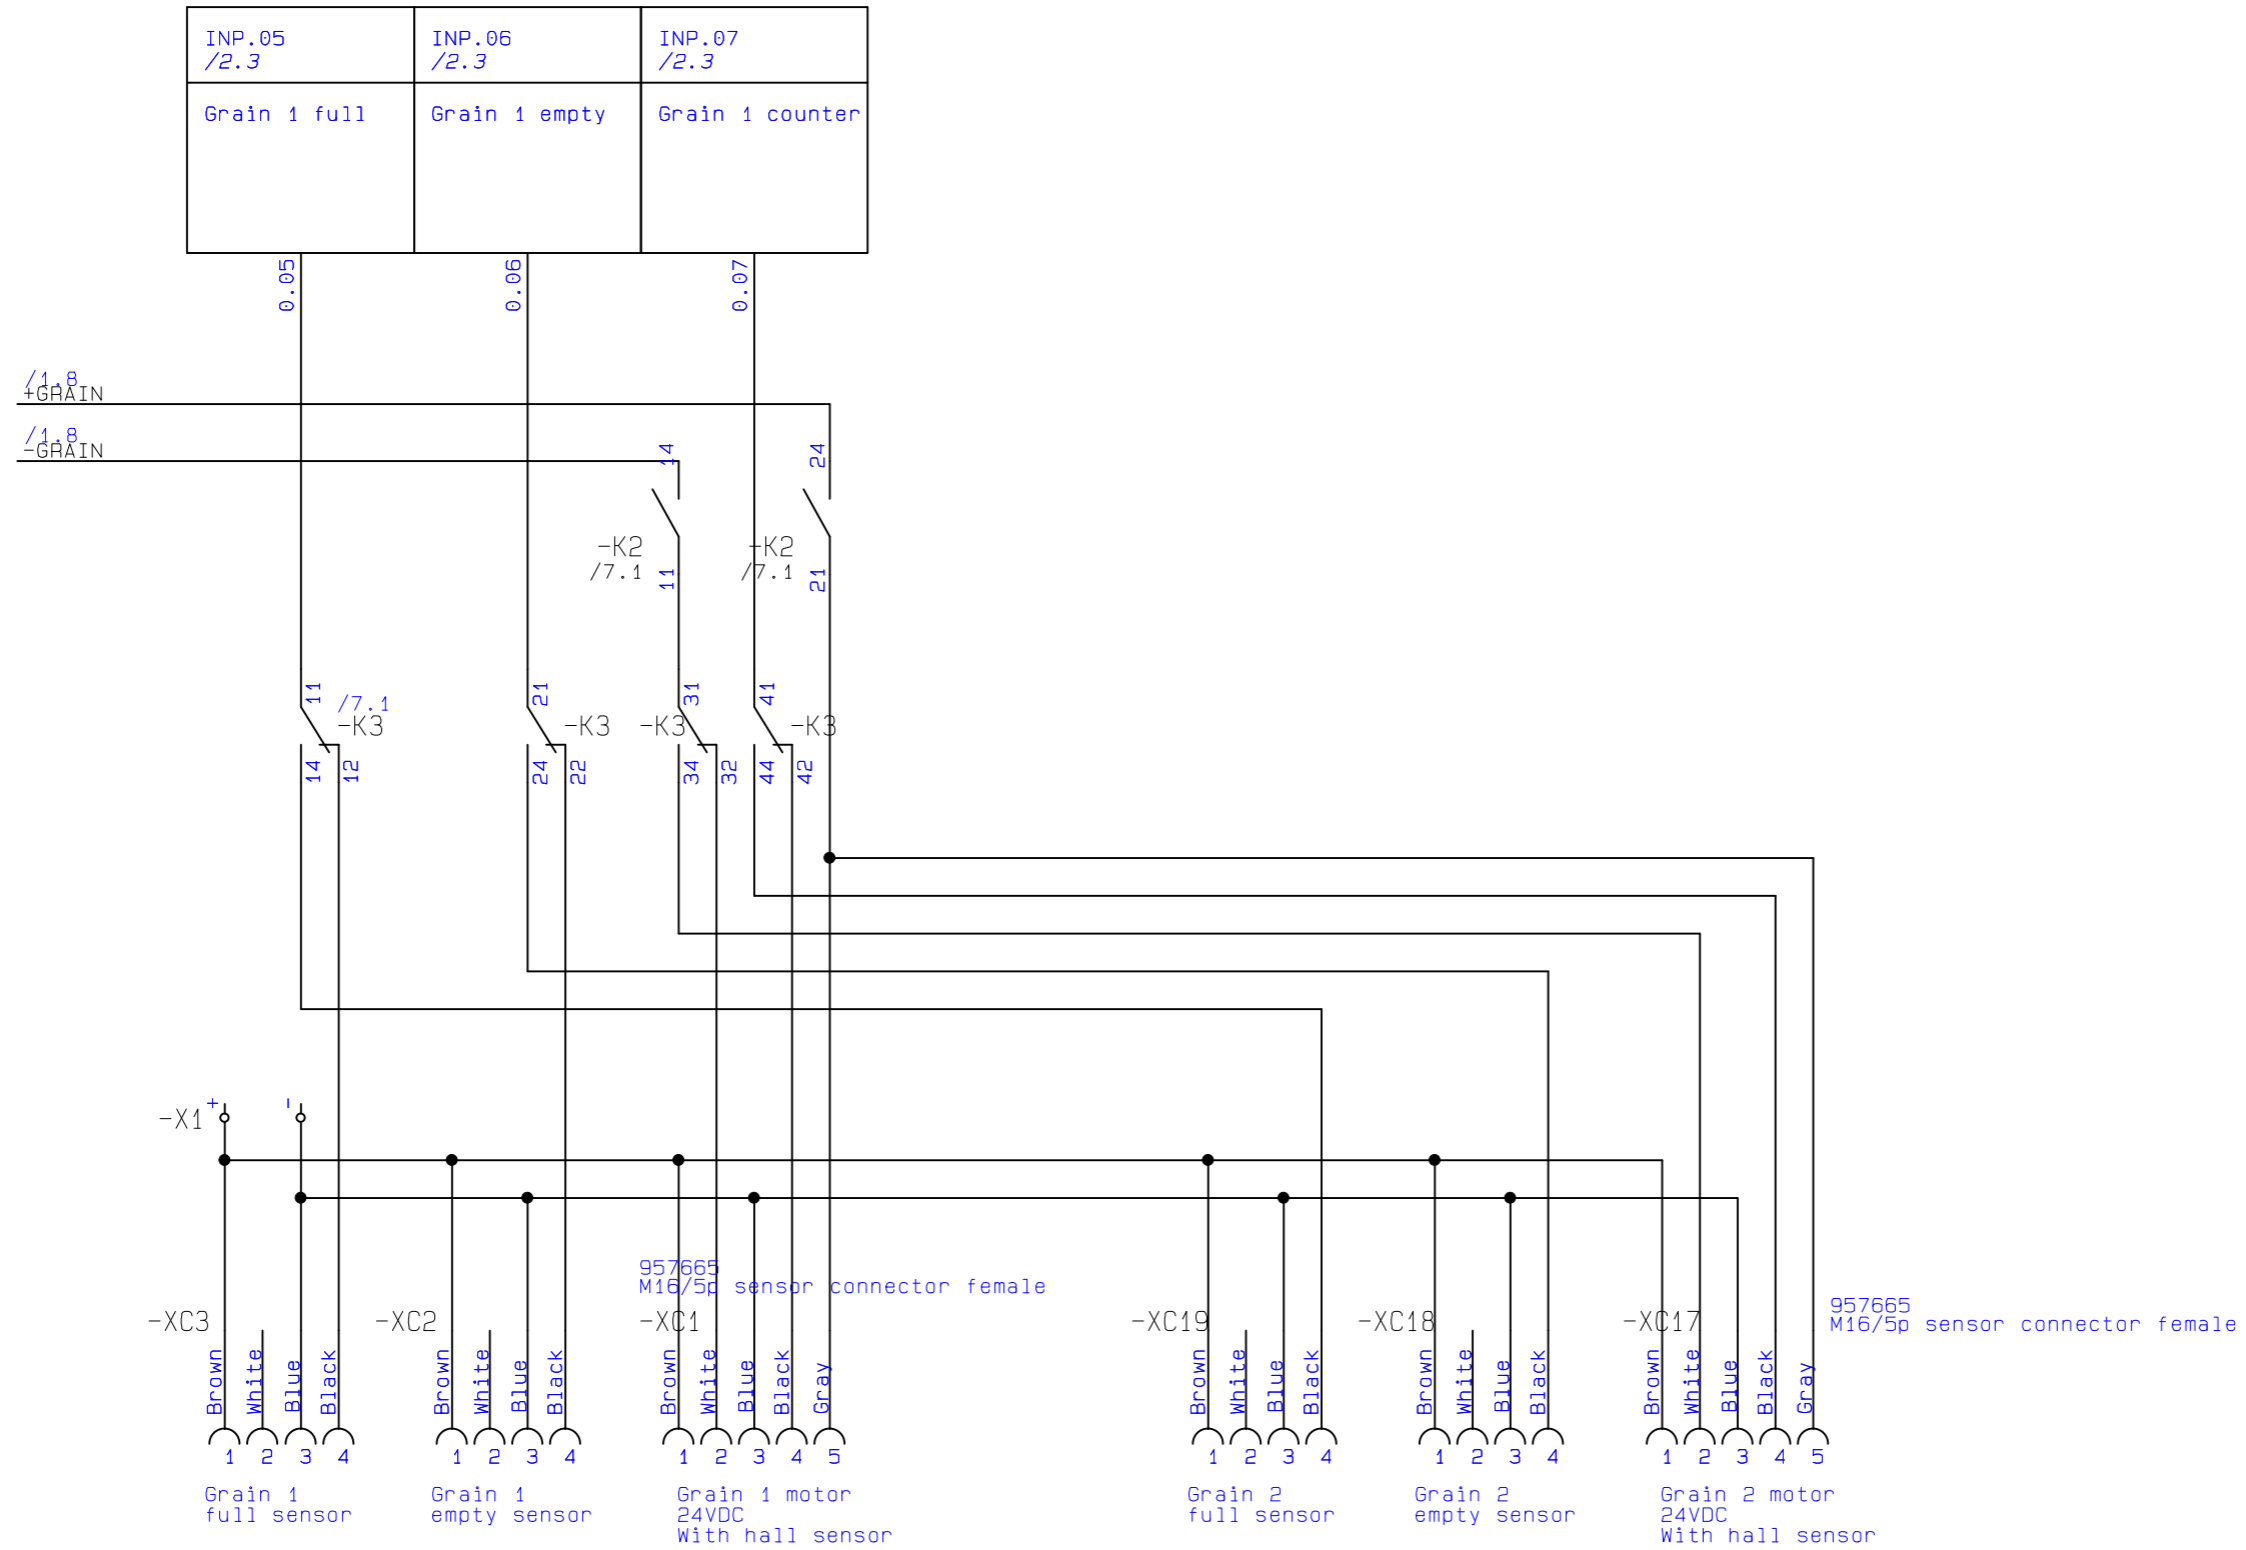 INP.05
/2.3
INP.06
/2.3
INP.07
/2.3
Grain 1 full
Grain 1 empty
Grain 1 counter
0.05
0.06
0.07
/1.8
+GRAIN
/1.8
-GRAIN
14
24
-K2
/7.1
-K2
/7.1
11
21
11
/7.1
-K3
21
-K3
31
-K3
41
-K3
14
12
24
22
34
32
44
42
-X1
+
-
957665
M16/5p sensor connector female
957665
M16/5p sensor connector female
-XC3
-XC2
-XC1
-XC19
-XC18
-XC17
Brown
White
Blue
Black
Brown
White
Blue
Black
Brown
White
Blue
Black
Gray
Brown
White
Blue
Black
Brown
White
Blue
Black
Brown
White
Blue
Black
Gray
1 2 3 4
1 2 3 4
1 2 3 4 5
1 2 3 4
1 2 3 4
1 2 3 4 5
Grain 1
full sensor
Grain 1
empty sensor
Grain 1 motor
24VDC
With hall sensor
Grain 2
full sensor
Grain 2
empty sensor
Grain 2 motor
24VDC
With hall sensor